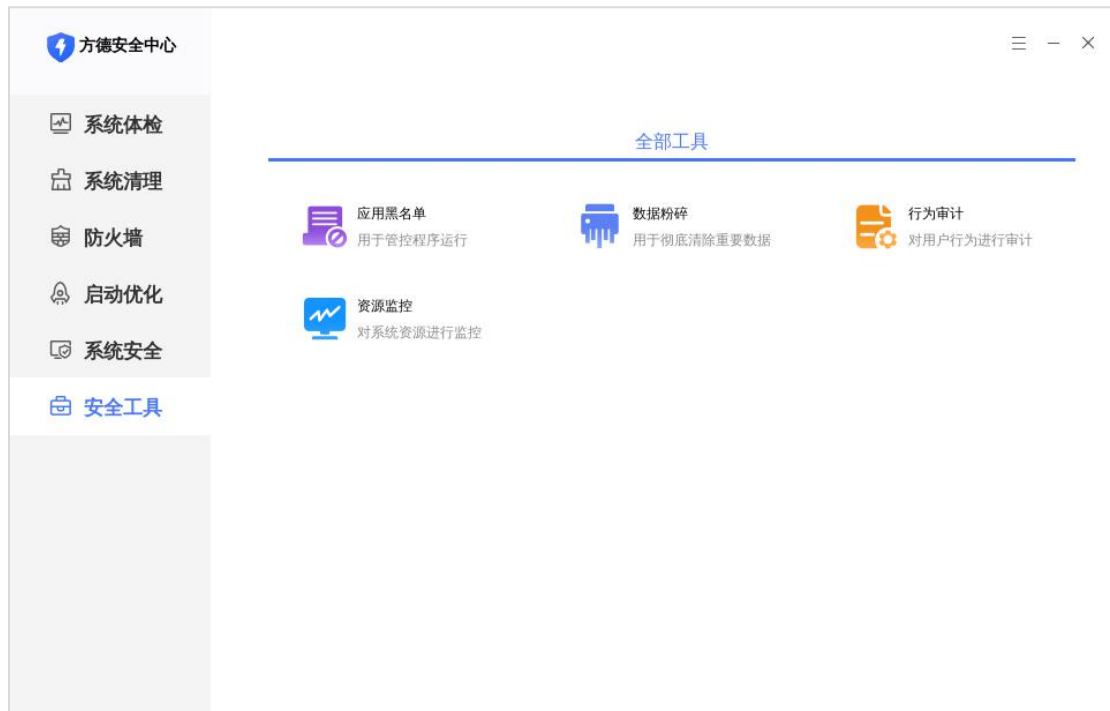 方德安全中心
系统体检
系统清理
防火墙
启动优化
系统安全
安全工具
全部工具
应用黑名单
用于管控程序运行
数据粉碎
用于彻底清除重要数据
行为审计
对用户行为进行审计
资源监控
对系统资源进行监控